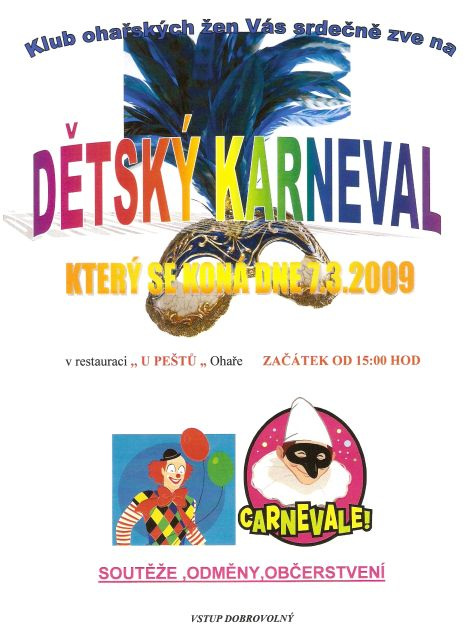 Klub ohařských žen Vás srdečně zve na
DĚTSKÝ KARNEVAL
KTERÝ SE KONÁ DNE 7.3.2009
v restauraci ,, U PEŠTŮ ,, Ohaře ZAČÁTEK OD 15:00 HOD
CARNEVALE!
SOUTĚŽE ,ODMĚNY,OBČERSTVENÍ
VSTUP DOBROVOLNÝ